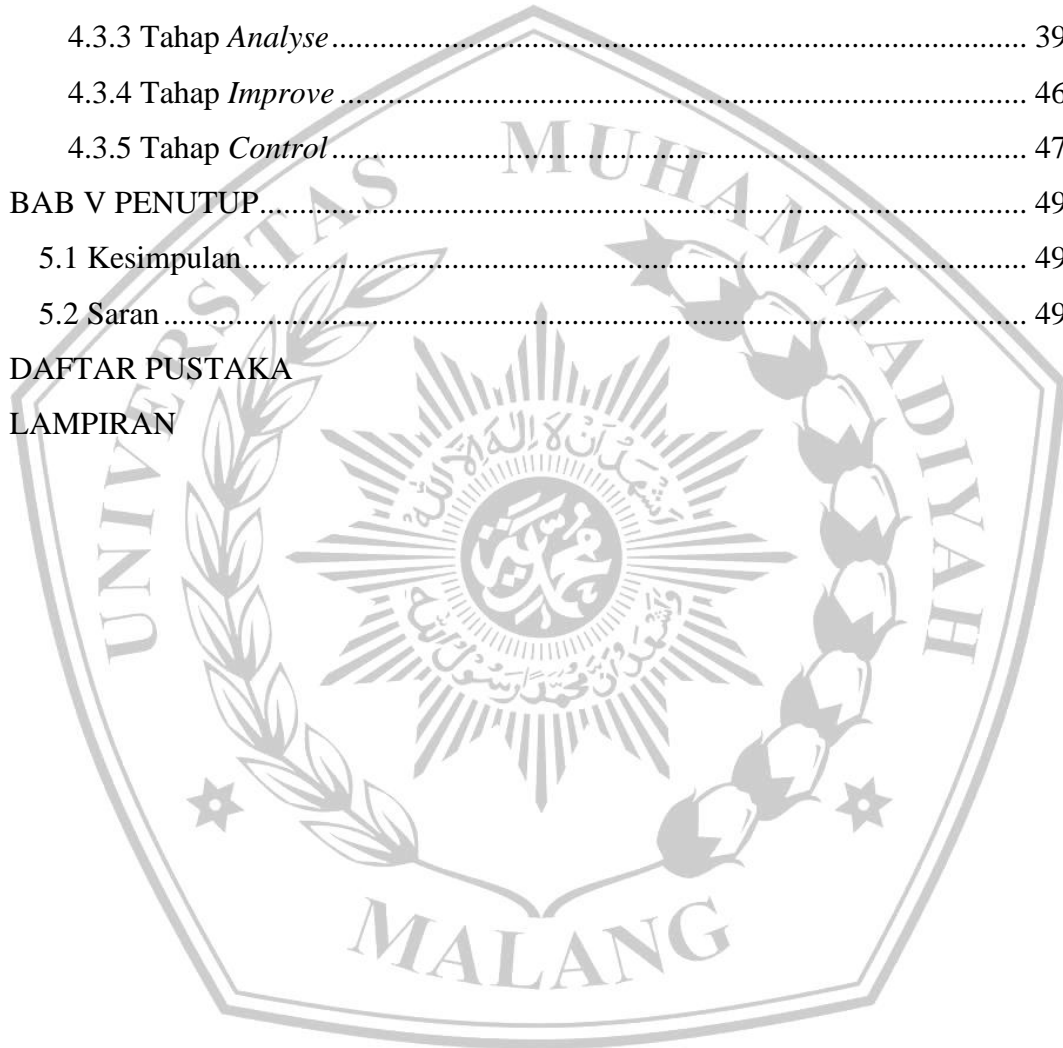 4.3.3 Tahap Analyse ........ 39
4.3.4 Tahap Improve ........ 46
4.3.5 Tahap Control ........ 47
BAB V PENUTUP ........ 49
5.1 Kesimpulan ........ 49
5.2 Saran ........ 49
DAFTAR PUSTAKA
LAMPIRAN
UNIVERSITAS MUHAMMADIYAH
MALANG